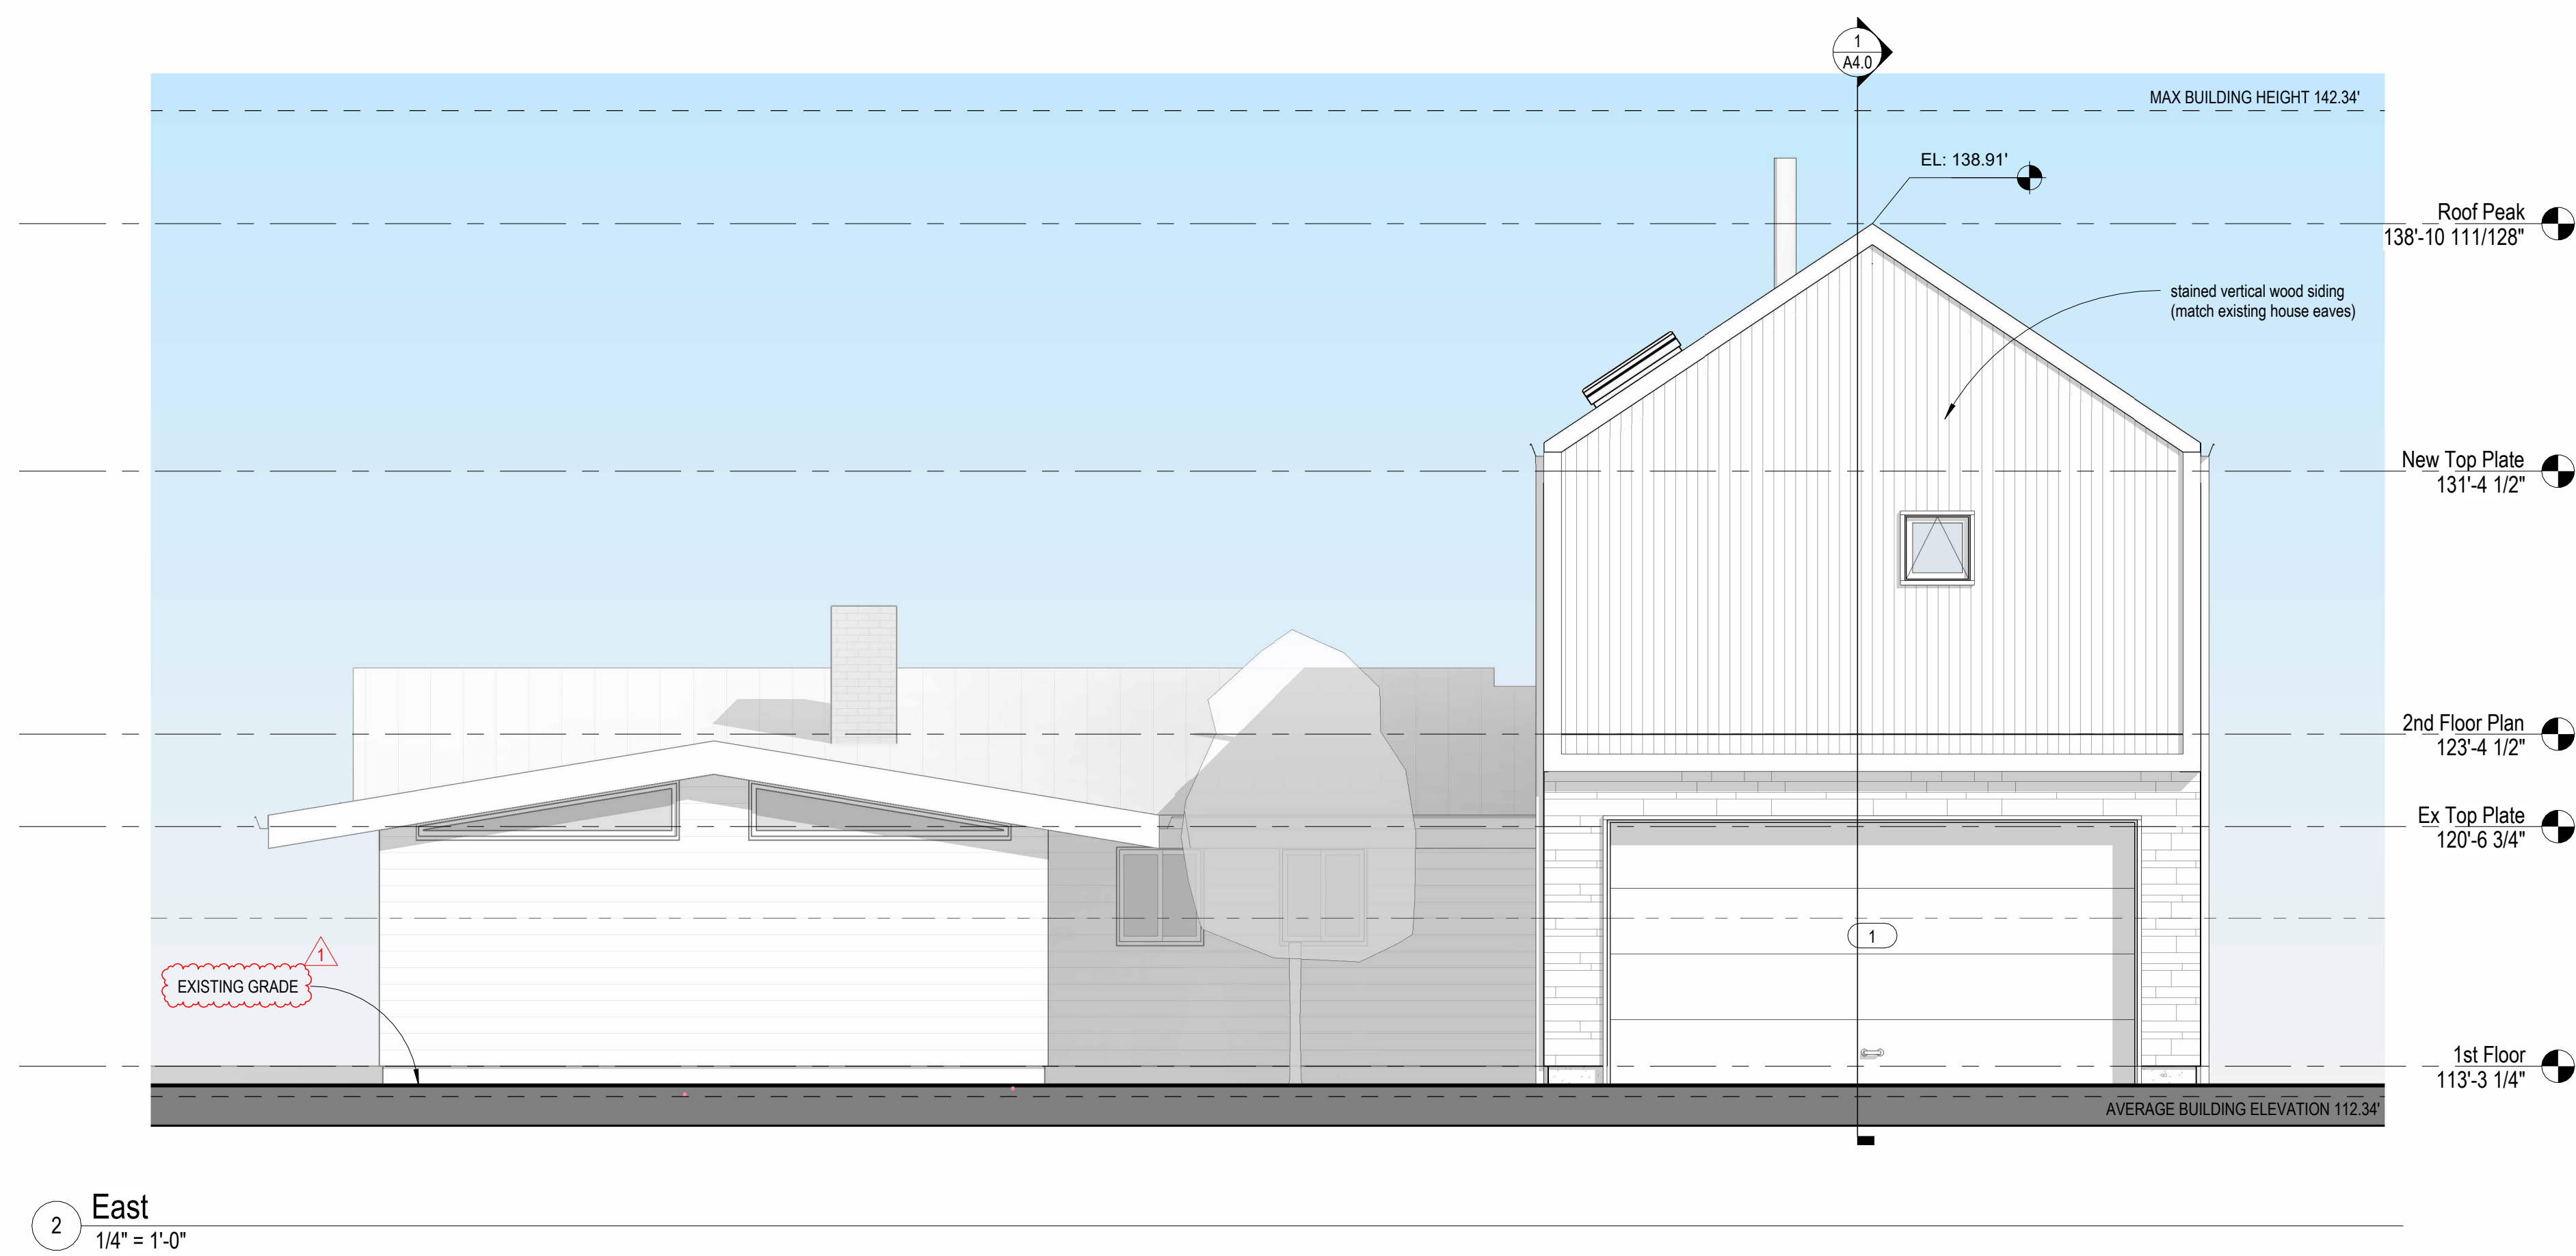 1
A4.0
MAX BUILDING HEIGHT 142.34'
EL: 138.91'
Roof Peak
138'-10 111/128"
stained vertical wood siding
(match existing house eaves)
New Top Plate
131'-4 1/2"
2nd Floor Plan
123'-4 1/2"
Ex Top Plate
120'-6 3/4"
1
1
EXISTING GRADE
1st Floor
113'-3 1/4"
AVERAGE BUILDING ELEVATION 112.34'
2
East
1/4" = 1'-0"